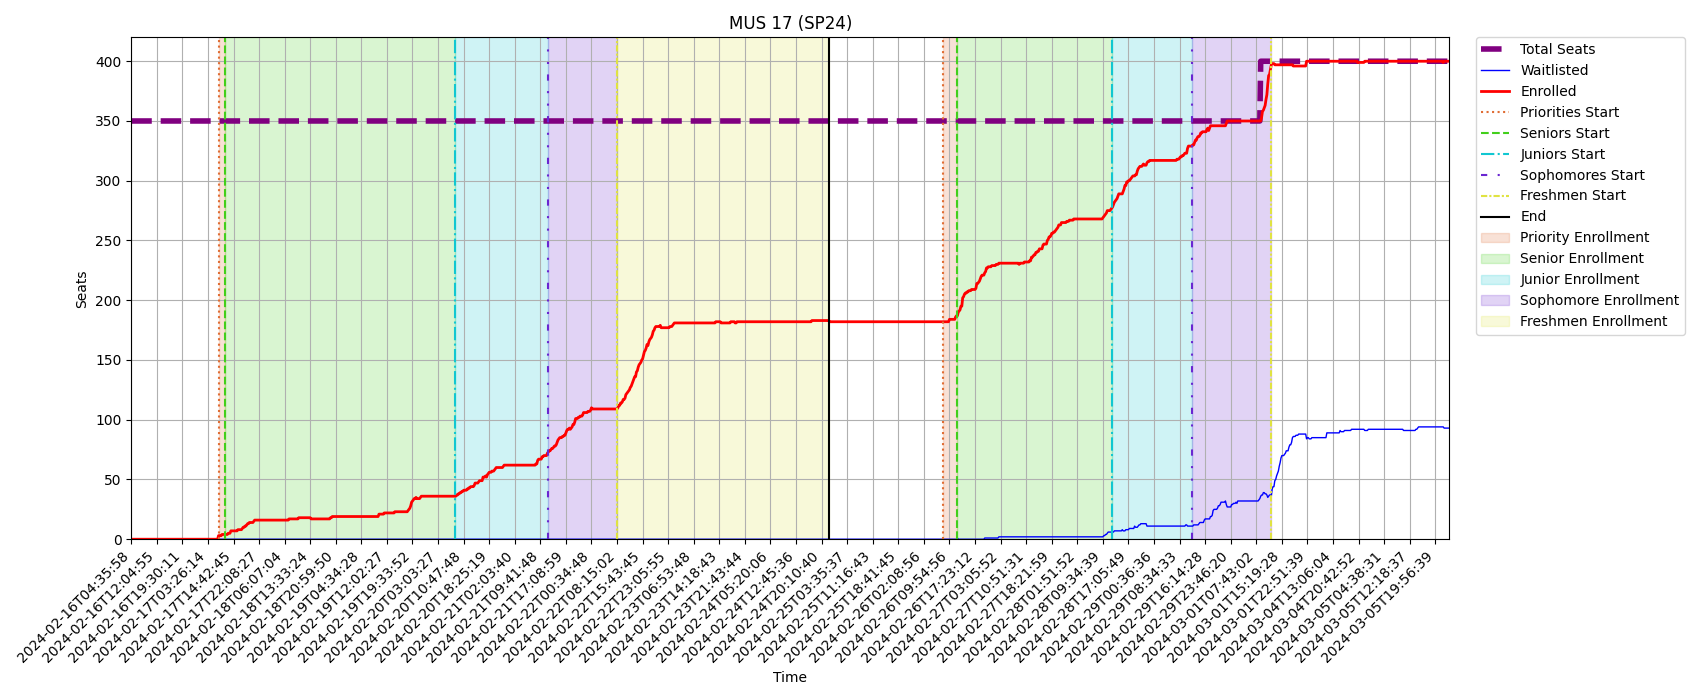 MUS 17 (SP24)
Seats
400
350
300
250
200
150
100
50
0
2024-02-16T04:35:58
2024-02-16T12:04:55
2024-02-16T19:30:11
2024-02-17T03:26:14
2024-02-17T14:42:45
2024-02-17T22:08:27
2024-02-18T06:07:04
2024-02-18T13:33:24
2024-02-18T20:59:50
2024-02-19T04:34:28
2024-02-19T12:02:27
2024-02-19T19:33:52
2024-02-20T03:03:27
2024-02-20T10:47:48
2024-02-20T18:25:19
2024-02-21T02:03:40
2024-02-21T09:41:48
2024-02-21T17:08:59
2024-02-22T00:34:48
2024-02-22T08:15:02
2024-02-22T15:43:45
2024-02-22T23:05:55
2024-02-23T06:53:48
2024-02-23T14:18:43
2024-02-23T21:43:44
2024-02-24T05:20:06
2024-02-24T12:45:36
2024-02-24T20:10:40
2024-02-25T03:35:37
2024-02-25T11:16:43
2024-02-25T18:41:45
2024-02-26T02:08:56
2024-02-26T09:54:56
2024-02-26T17:23:12
2024-02-27T03:05:52
2024-02-27T10:51:31
2024-02-27T18:21:59
2024-02-28T01:51:52
2024-02-28T09:34:39
2024-02-28T17:05:49
2024-02-29T00:36:36
2024-02-29T08:34:33
2024-02-29T16:14:28
2024-02-29T23:46:20
2024-03-01T07:43:02
2024-03-01T15:19:28
2024-03-01T22:51:39
2024-03-04T13:06:04
2024-03-04T20:42:52
2024-03-05T04:38:31
2024-03-05T12:18:37
2024-03-05T19:56:39
Time
Total Seats
Waitlisted
Enrolled
Priorities Start
Seniors Start
Juniors Start
Sophomores Start
Freshmen Start
End
Priority Enrollment
Senior Enrollment
Junior Enrollment
Sophomore Enrollment
Freshmen Enrollment